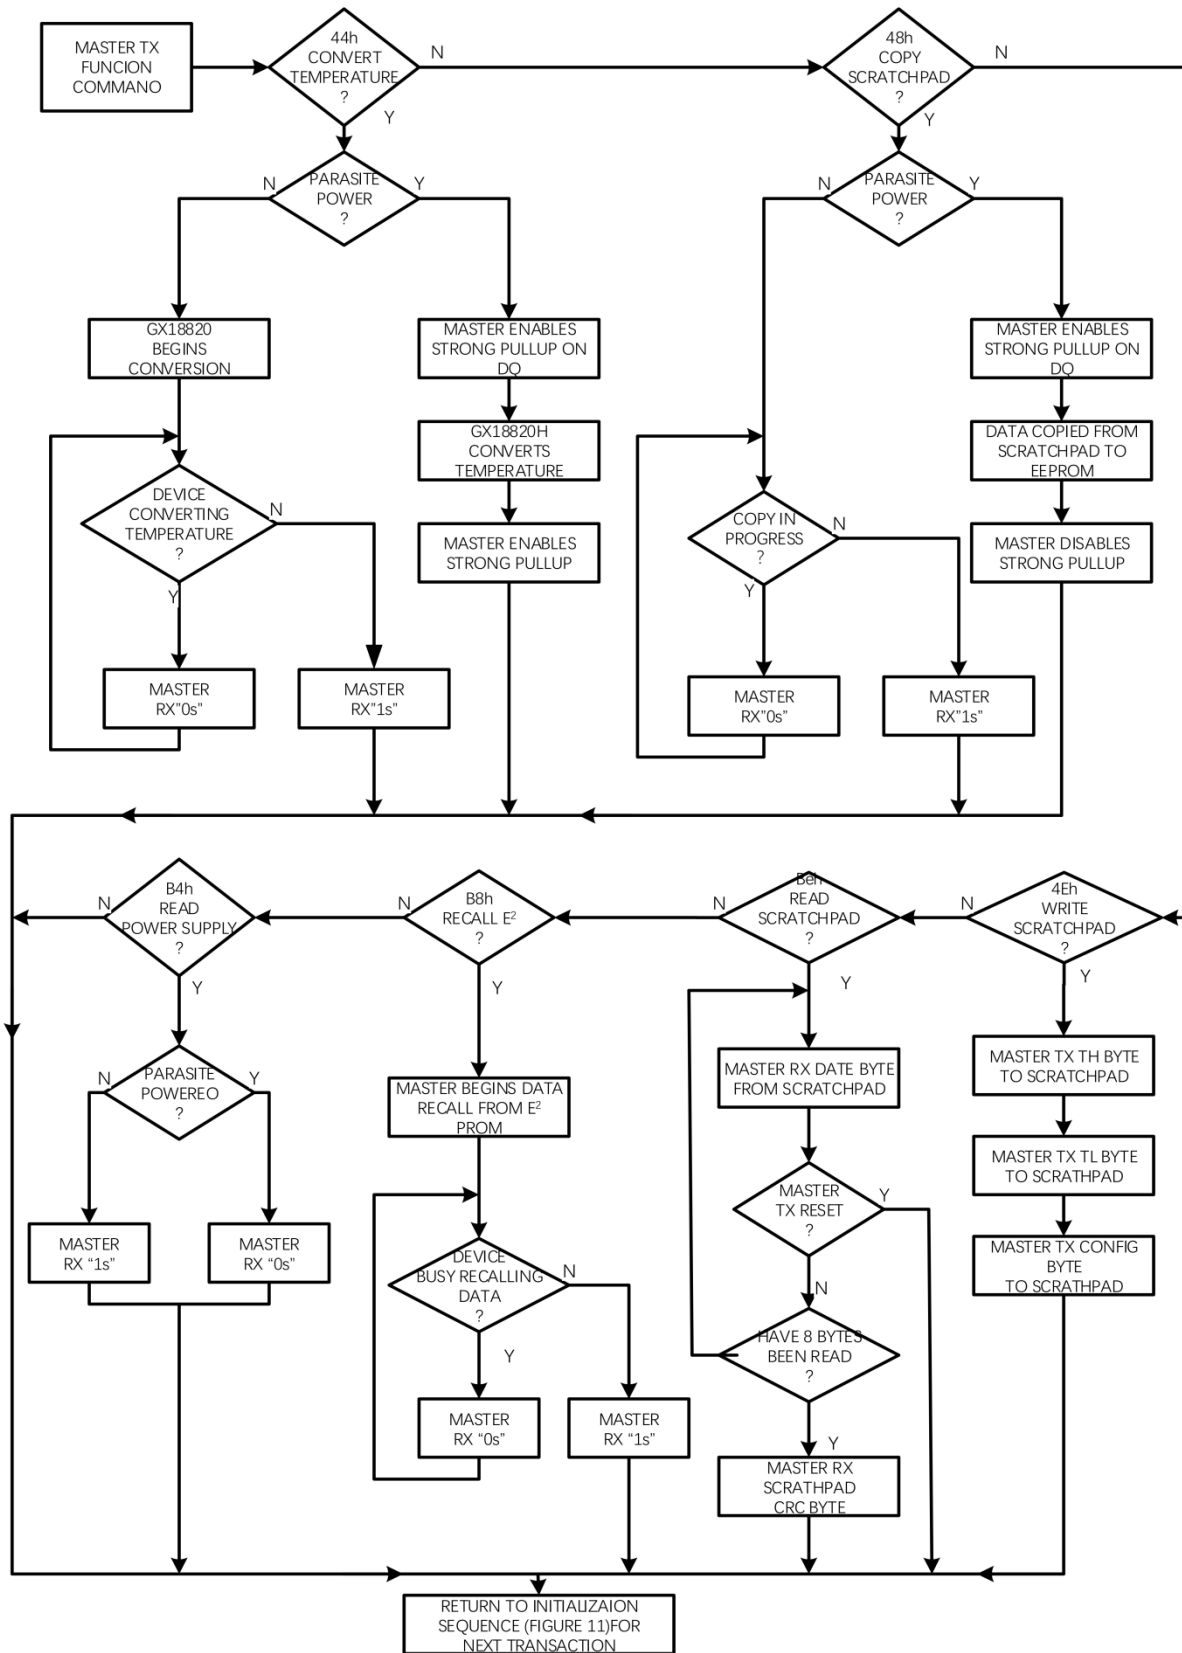 MASTER TX
FUNCION
COMMANO
44h
CONVERT
TEMPERATURE
?
N
Y
48h
COPY
SCRATCHPAD
?
N
Y
PARASITE
POWER
?
N
Y
PARASITE
POWER
?
N
Y
GX18820
BEGINS
CONVERSION
MASTER ENABLES
STRONG PULLUP ON
DQ
MASTER ENABLES
STRONG PULLUP ON
DQ
GX18820H
CONVERTS
TEMPERATURE
DATA COPIED FROM
SCRATCHPAD TO
EEPROM
DEVICE
CONVERTING
TEMPERATURE
?
N
Y
MASTER ENABLES
STRONG PULLUP
COPY IN
PROGRESS
?
N
Y
MASTER DISABLES
STRONG PULLUP
MASTER
RX"0s"
MASTER
RX"1s"
MASTER
RX"0s"
MASTER
RX"1s"
B4h
READ
POWER SUPPLY
?
N
Y
B8h
RECALL E²
?
N
Y
Beh
READ
SCRATCHPAD
?
N
Y
4Eh
WRITE
SCRATCHPAD
?
N
Y
PARASITE
POWEREO
?
N
Y
MASTER BEGINS DATA
RECALL FROM E²
PROM
MASTER RX DATE BYTE
FROM SCRATCHPAD
MASTER TX TH BYTE
TO SCRATCHPAD
MASTER TX TL BYTE
TO SCRATHPAD
MASTER
TX RESET
?
Y
N
MASTER
RX “1s”
MASTER
RX “0s”
DEVICE
BUSY RECALLING
DATA
?
N
Y
MASTER TX CONFIG
BYTE
TO SCRATHPAD
HAVE 8 BYTES
BEEN READ
?
Y
MASTER
RX “0s”
MASTER
RX “1s”
MASTER RX
SCRATHPAD
CRC BYTE
RETURN TO INITIALIZAION
SEQUENCE (FIGURE 11)FOR
NEXT TRANSACTION